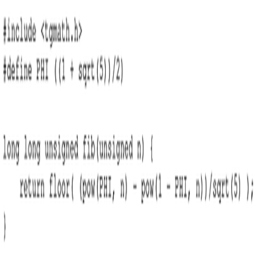 #include <tgmath.h>
#define PHI ((1 + sqrt(5))/2)

long long unsigned fib(unsigned n) {
    return floor( (pow(PHI, n) - pow(1 - PHI, n))/sqrt(5) );
}